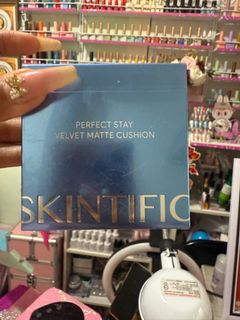 PERFECT STAY
VELVET MATTE CUSHION
SKINTIFIC